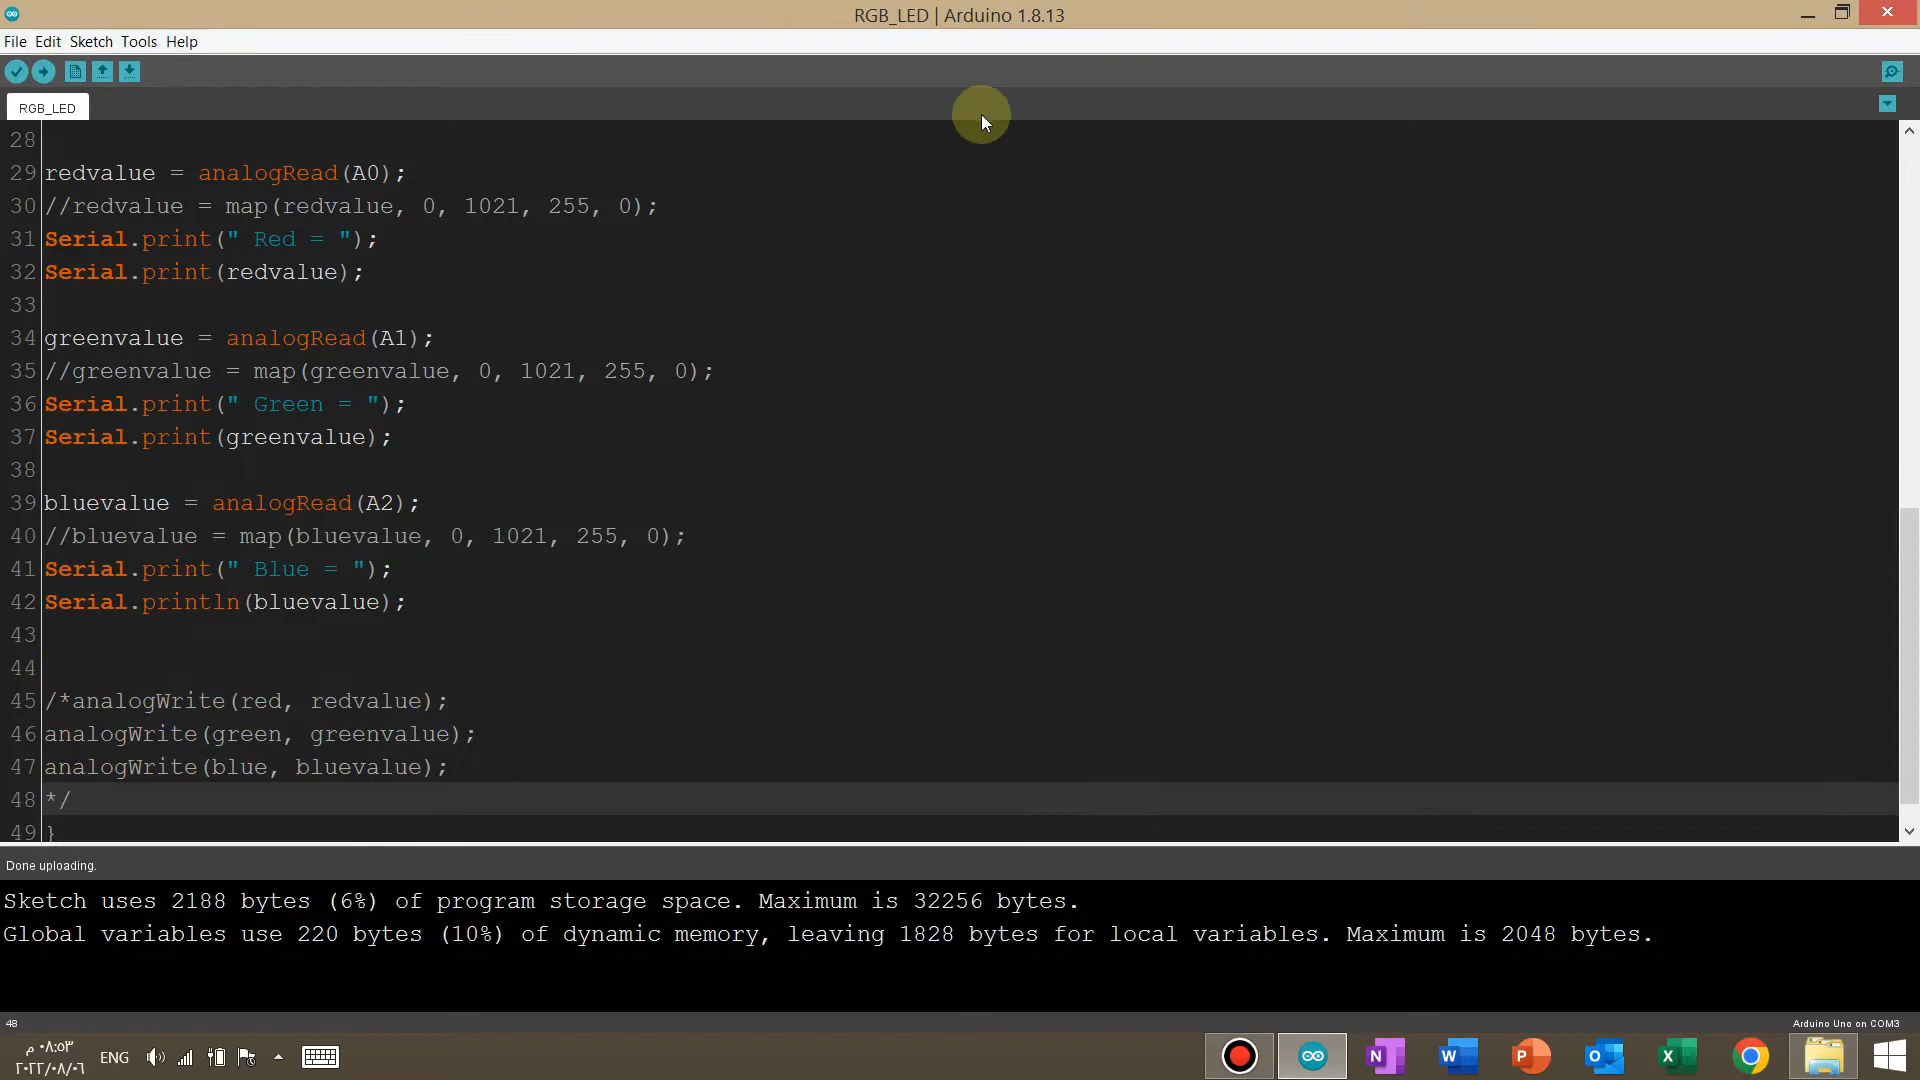 RGB_LED | Arduino 1.8.13
File Edit Sketch Tools Help
RGB_LED
28
29 redvalue = analogRead(A0);
30 //redvalue = map(redvalue, 0, 1021, 255, 0);
31 Serial.print(" Red = ");
32 Serial.print(redvalue);
33
34 greenvalue = analogRead(A1);
35 //greenvalue = map(greenvalue, 0, 1021, 255, 0);
36 Serial.print(" Green = ");
37 Serial.print(greenvalue);
38
39 bluevalue = analogRead(A2);
40 //bluevalue = map(bluevalue, 0, 1021, 255, 0);
41 Serial.print(" Blue = ");
42 Serial.println(bluevalue);
43
44
45 /*analogWrite(red, redvalue);
46 analogWrite(green, greenvalue);
47 analogWrite(blue, bluevalue);
48 */
49 }
Done uploading.
Sketch uses 2188 bytes (6%) of program storage space. Maximum is 32256 bytes.
Global variables use 220 bytes (10%) of dynamic memory, leaving 1828 bytes for local variables. Maximum is 2048 bytes.
48
Arduino Uno on COM3
٠٨:٥٣ م
ENG
٢٠٢٢/٠٨/٠٦
N W P O X